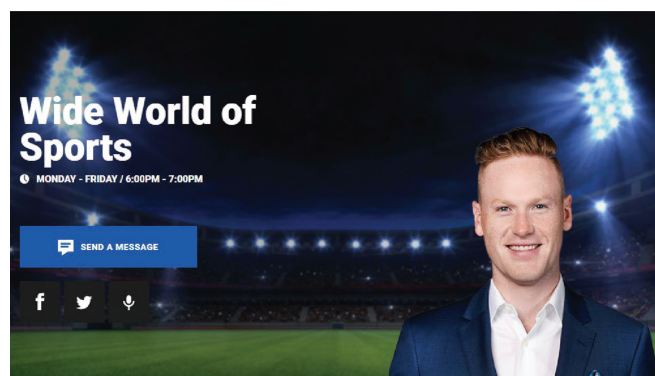 Wide World of
Sports
MONDAY - FRIDAY / 6:00PM - 7:00PM
SEND A MESSAGE